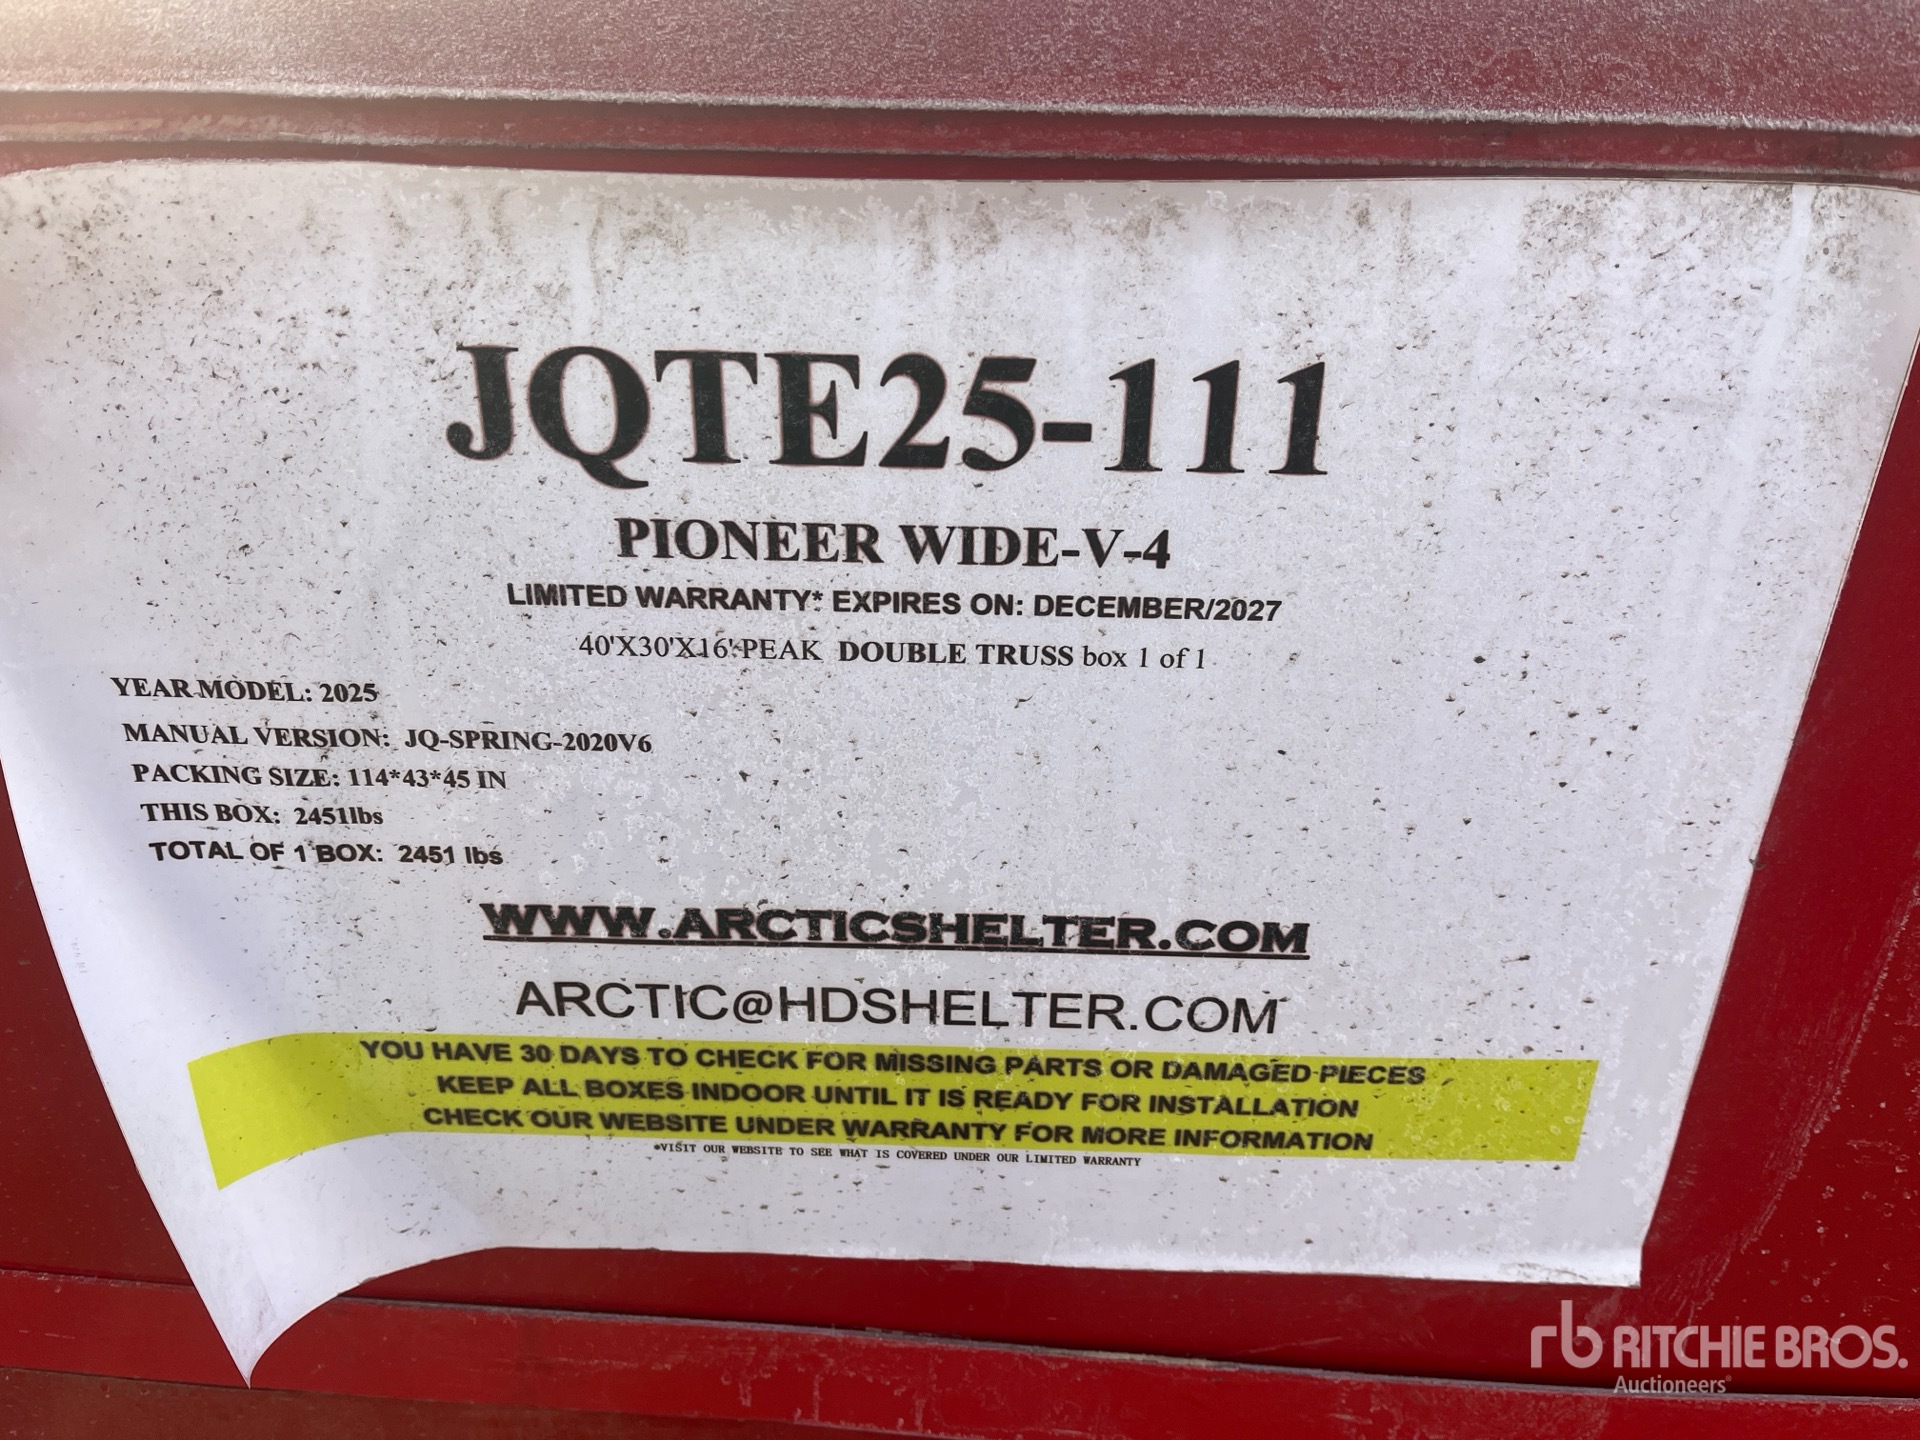 JQTE25-111
PIONEER WIDE-V-4
LIMITED WARRANTY* EXPIRES ON: DECEMBER/2027
40'X30'X16'-PEAK DOUBLE TRUSS box 1 of 1
YEAR MODEL: 2025
MANUAL VERSION: JQ-SPRING-2020V6
PACKING SIZE: 114*43*45 IN
THIS BOX: 2451lbs
TOTAL OF 1 BOX: 2451 lbs
WWW.ARCTICSHELTER.COM
ARCTIC@HDSHELTER.COM
YOU HAVE 30 DAYS TO CHECK FOR MISSING PARTS OR DAMAGED PIECES
KEEP ALL BOXES INDOOR UNTIL IT IS READY FOR INSTALLATION
CHECK OUR WEBSITE UNDER WARRANTY FOR MORE INFORMATION
*VISIT OUR WEBSITE TO SEE WHAT IS COVERED UNDER OUR LIMITED WARRANTY
rb RITCHIE BROS.
Auctioneers®